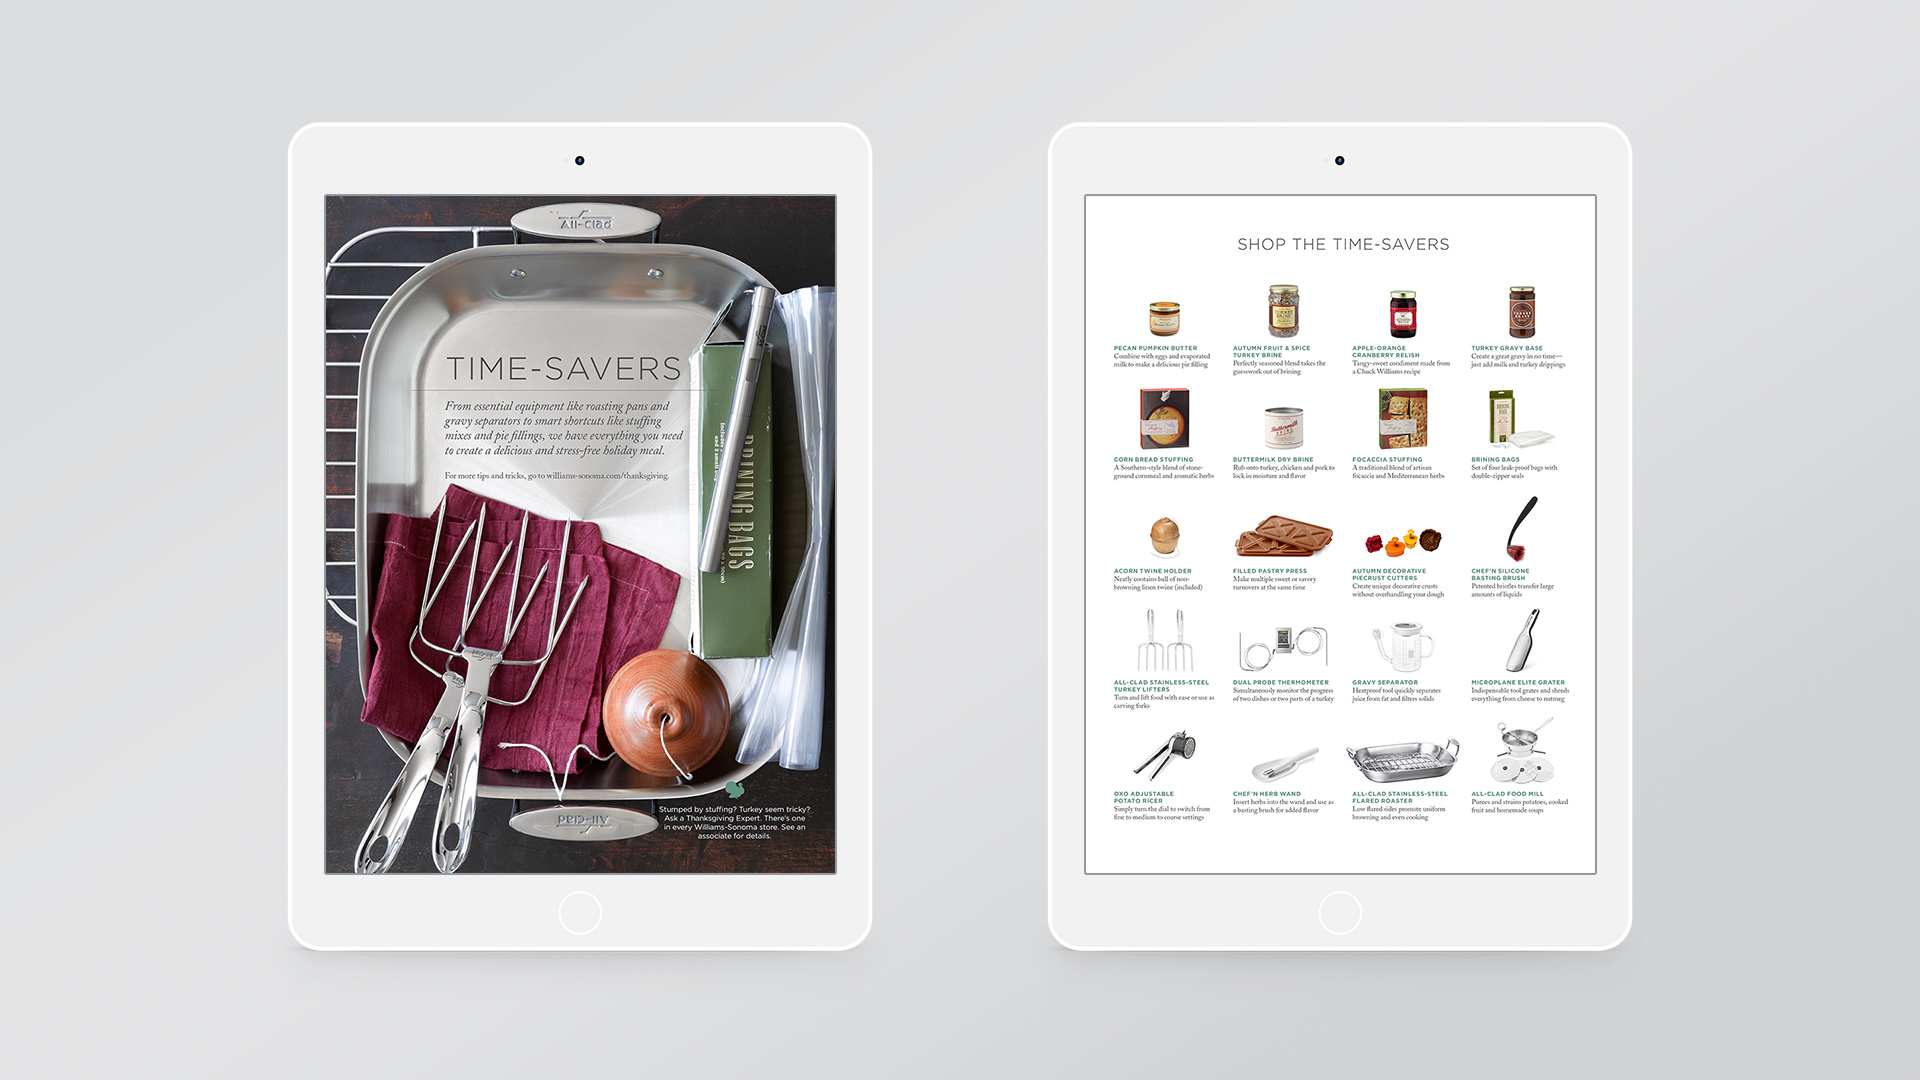 All-Clad
TIME-SAVERS
From essential equipment like roasting pans and
gravy separators to smart shortcuts like stuffing
mixes and pie fillings, we have everything you need
to create a delicious and stress-free holiday meal.
For more tips and tricks, go to williams-sonoma.com/thanksgiving.
BRINING BAGS
Stumped by stuffing? Turkey seem tricky?
Ask a Thanksgiving Expert. There's one
in every Williams-Sonoma store. See an
associate for details.
All-Clad
SHOP THE TIME-SAVERS
PECAN PUMPKIN BUTTER
Combine with eggs and evaporated
milk to make a delicious pie filling
AUTUMN FRUIT & SPICE
TURKEY BRINE
Perfectly seasoned blend takes the
guesswork out of brining
APPLE-ORANGE
CRANBERRY RELISH
Tangy-sweet condiment made from
a Chuck Williams recipe
TURKEY GRAVY BASE
Create a great gravy in no time—
just add milk and turkey drippings
CORN BREAD STUFFING
A Southern-style blend of stone-
ground cornmeal and aromatic herbs
BUTTERMILK DRY BRINE
Rub onto turkey, chicken and pork to
lock in moisture and flavor
FOCACCIA STUFFING
A traditional blend of artisan
focaccia and Mediterranean herbs
BRINING BAGS
Set of four leak-proof bags with
double-zipper seals
ACORN TWINE HOLDER
Neatly contains ball of non-
browning linen twine (included)
FILLED PASTRY PRESS
Make multiple sweet or savory
turnovers at the same time
AUTUMN DECORATIVE
PIECRUST CUTTERS
Create unique decorative crusts
without overhandling your dough
CHEF'N SILICONE
BASTING BRUSH
Patented bristles transfer large
amounts of liquids
ALL-CLAD STAINLESS-STEEL
TURKEY LIFTERS
Turn and lift food with ease or use as
carving forks
DUAL PROBE THERMOMETER
Simultaneously monitor the progress
of two dishes or two parts of a turkey
GRAVY SEPARATOR
Heatproof tool quickly separates
juice from fat and filters solids
MICROPLANE ELITE GRATER
Indispensable tool grates and shreds
everything from cheese to nutmeg
OXO ADJUSTABLE
POTATO RICER
Simply turn the dial to switch from
fine to medium to coarse settings
CHEF'N HERB WAND
Insert herbs into the wand and use as
a basting brush for added flavor
ALL-CLAD STAINLESS-STEEL
FLARED ROASTER
Low flared sides promote uniform
browning and even cooking
ALL-CLAD FOOD MILL
Purees and strains potatoes, cooked
fruit and homemade soups